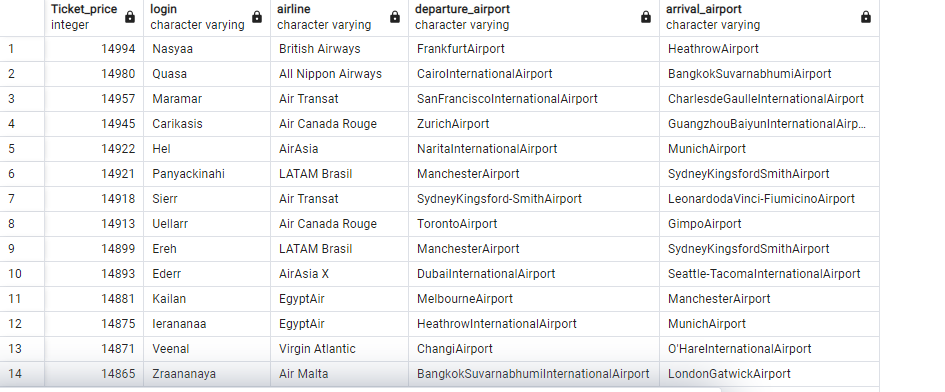 Ticket_price login airline departure_airport arrival_airport
integer character varying character varying character varying character varying
1 14994 Nasyaa British Airways FrankfurtAirport HeathrowAirport
2 14980 Quasa All Nippon Airways CairoInternationalAirport BangkokSuvarnabhumiAirport
3 14957 Maramar Air Transat SanFranciscoInternationalAirport CharlesdeGaulleInternationalAirport
4 14945 Carikasis Air Canada Rouge ZurichAirport GuangzhouBaiyunInternationalAirp...
5 14922 Hel AirAsia NaritaInternationalAirport MunichAirport
6 14921 Panyackinahi LATAM Brasil ManchesterAirport SydneyKingsfordSmithAirport
7 14918 Sierr Air Transat SydneyKingsford-SmithAirport LeonardodaVinci-FiumicinoAirport
8 14913 Uellarr Air Canada Rouge TorontoAirport GimpoAirport
9 14899 Ereh LATAM Brasil ManchesterAirport SydneyKingsfordSmithAirport
10 14893 Ederr AirAsia X DubaiInternationalAirport Seattle-TacomaInternationalAirport
11 14881 Kailan EgyptAir MelbourneAirport ManchesterAirport
12 14875 Ierananaa EgyptAir HeathrowInternationalAirport MunichAirport
13 14871 Veenal Virgin Atlantic ChangiAirport O'HareInternationalAirport
14 14865 Zraananaya Air Malta BangkokSuvarnabhumiInternationalAirport LondonGatwickAirport